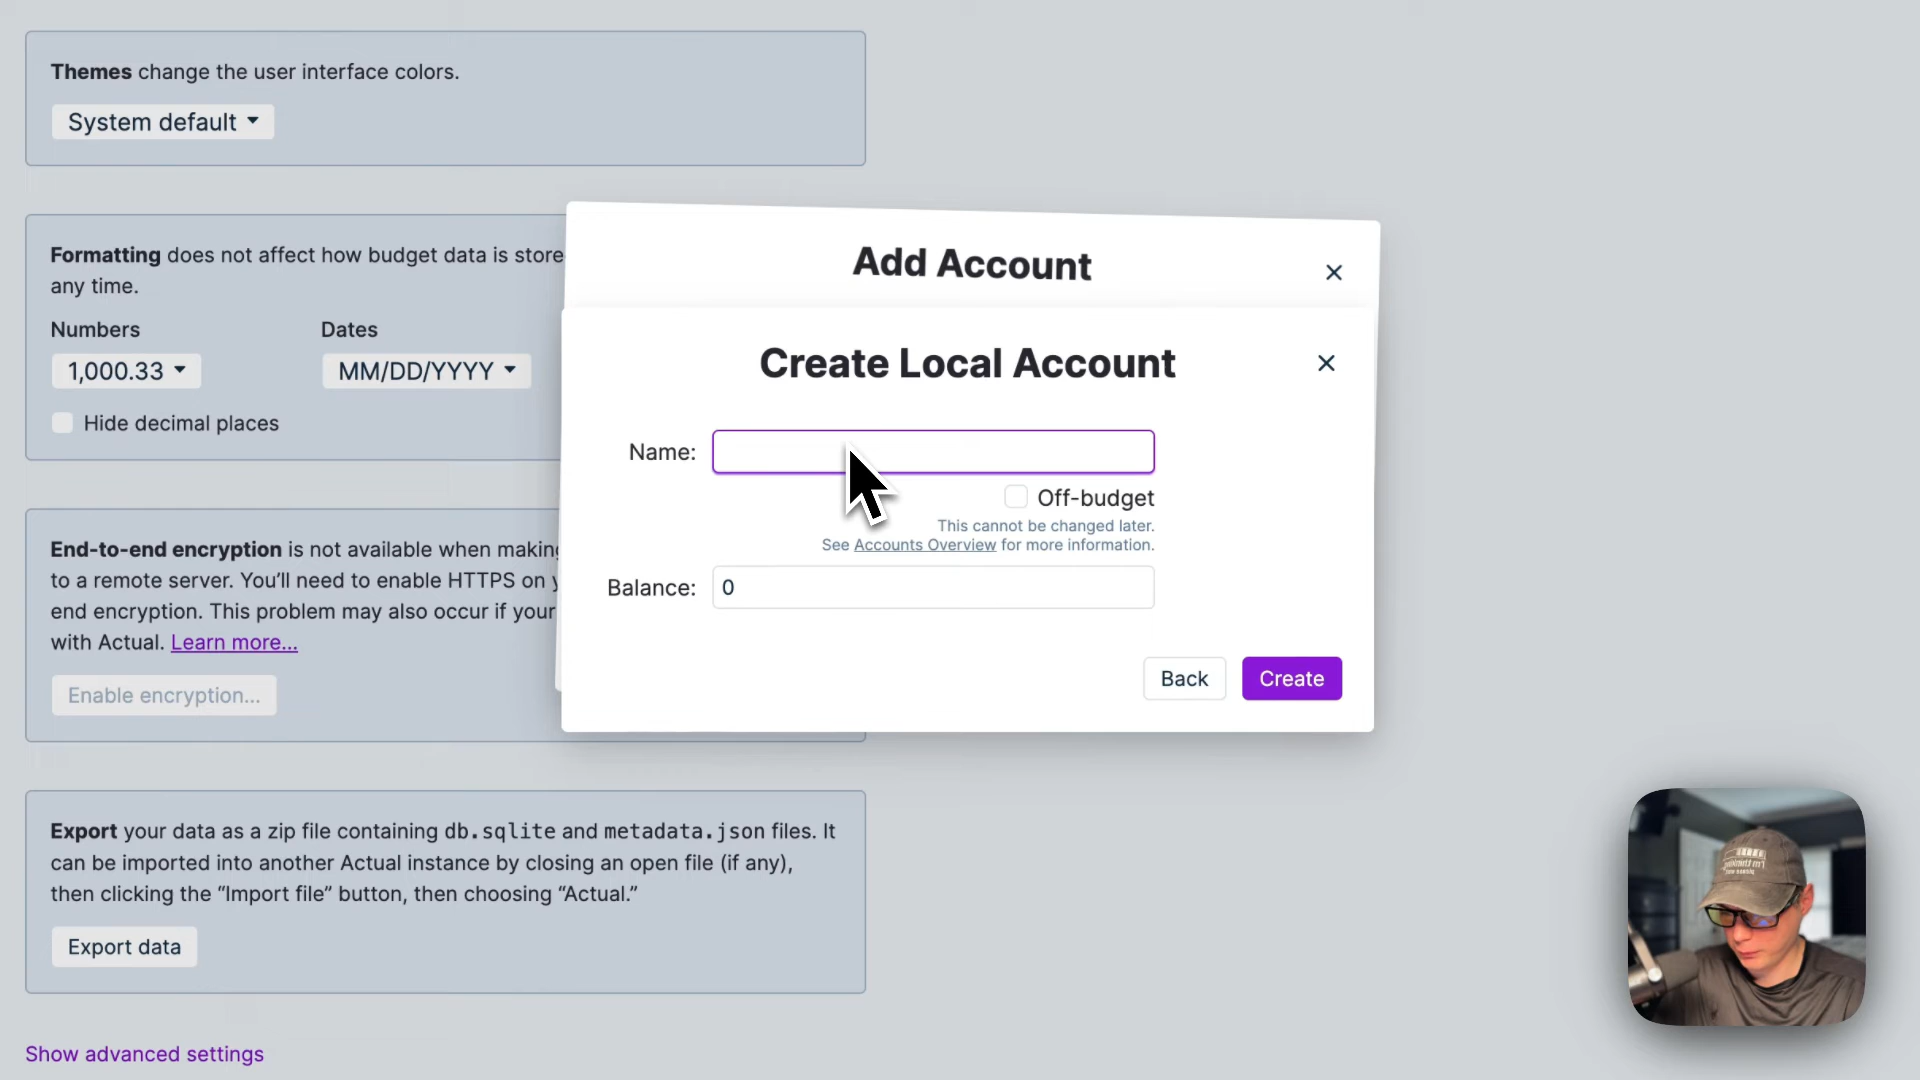 Themes change the user interface colors.
System default
Formatting does not affect how budget data is store
any time.
Numbers
Dates
1,000.33
MM/DD/YYYY
Hide decimal places
End-to-end encryption is not available when making
to a remote server. You'll need to enable HTTPS on y
end encryption. This problem may also occur if your
with Actual. Learn more...
Enable encryption...
Export your data as a zip file containing db.sqlite and metadata.json files. It
can be imported into another Actual instance by closing an open file (if any),
then clicking the “Import file” button, then choosing “Actual.”
Export data
Show advanced settings
Add Account
Create Local Account
Name:
Off-budget
This cannot be changed later.
See Accounts Overview for more information.
Balance:
0
Back
Create